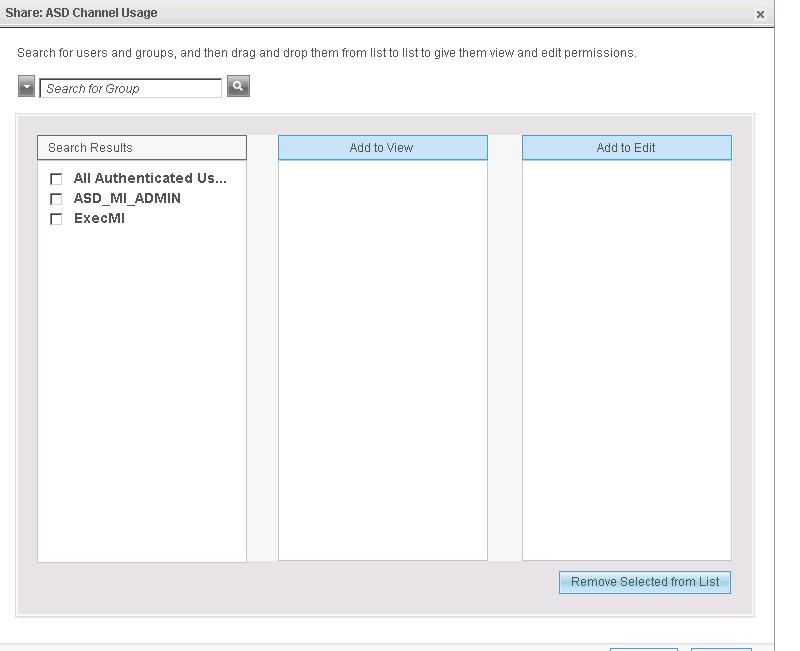 Share: ASD Channel Usage
Search for users and groups, and then drag and drop them from list to list to give them view and edit permissions.
Search for Group
Search Results
Add to View
Add to Edit
All Authenticated Us...
ASD_MI_ADMIN
ExecMI
Remove Selected from List